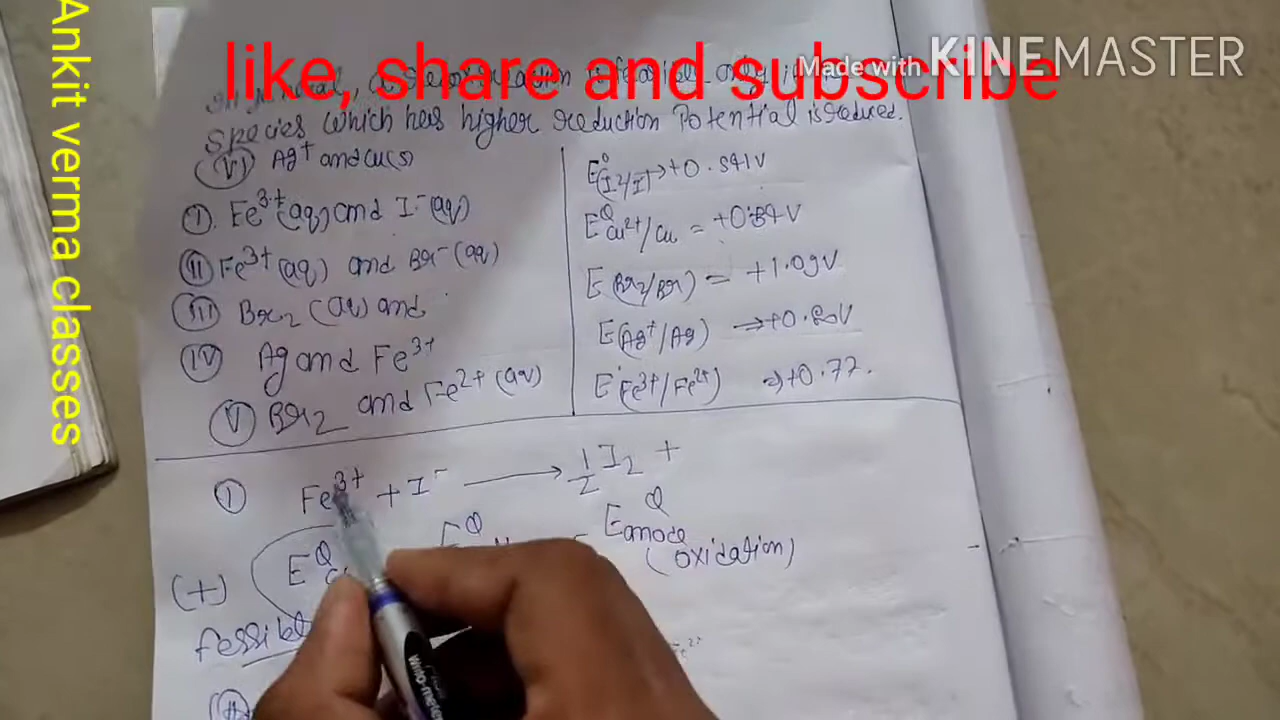 Ankit verma classes
like, share and subscribe
Made with KINEMASTER
species which has higher reduction Potential is reduced.
(VI) Ag+ and Cu(s)
(I) Fe3+ (aq) and I- (aq)
(II) Fe3+ (aq) and Br- (aq)
(III) Br2 (aq) and
(IV) Ag and Fe3+
(V) Br2 and Fe2+ (aq)
E°(I2/I-) → +0.541V
E°Cu2+/Cu = +0.34V
E(Br2/Br) = +1.09V
E(Ag+/Ag) → +0.80V
E°(Fe3+/Fe2+) ⇒ +0.77.
(I) Fe3+ + I- → 1/2 I2 +
E°anode
(oxidation)
(+)
fessible
(II)